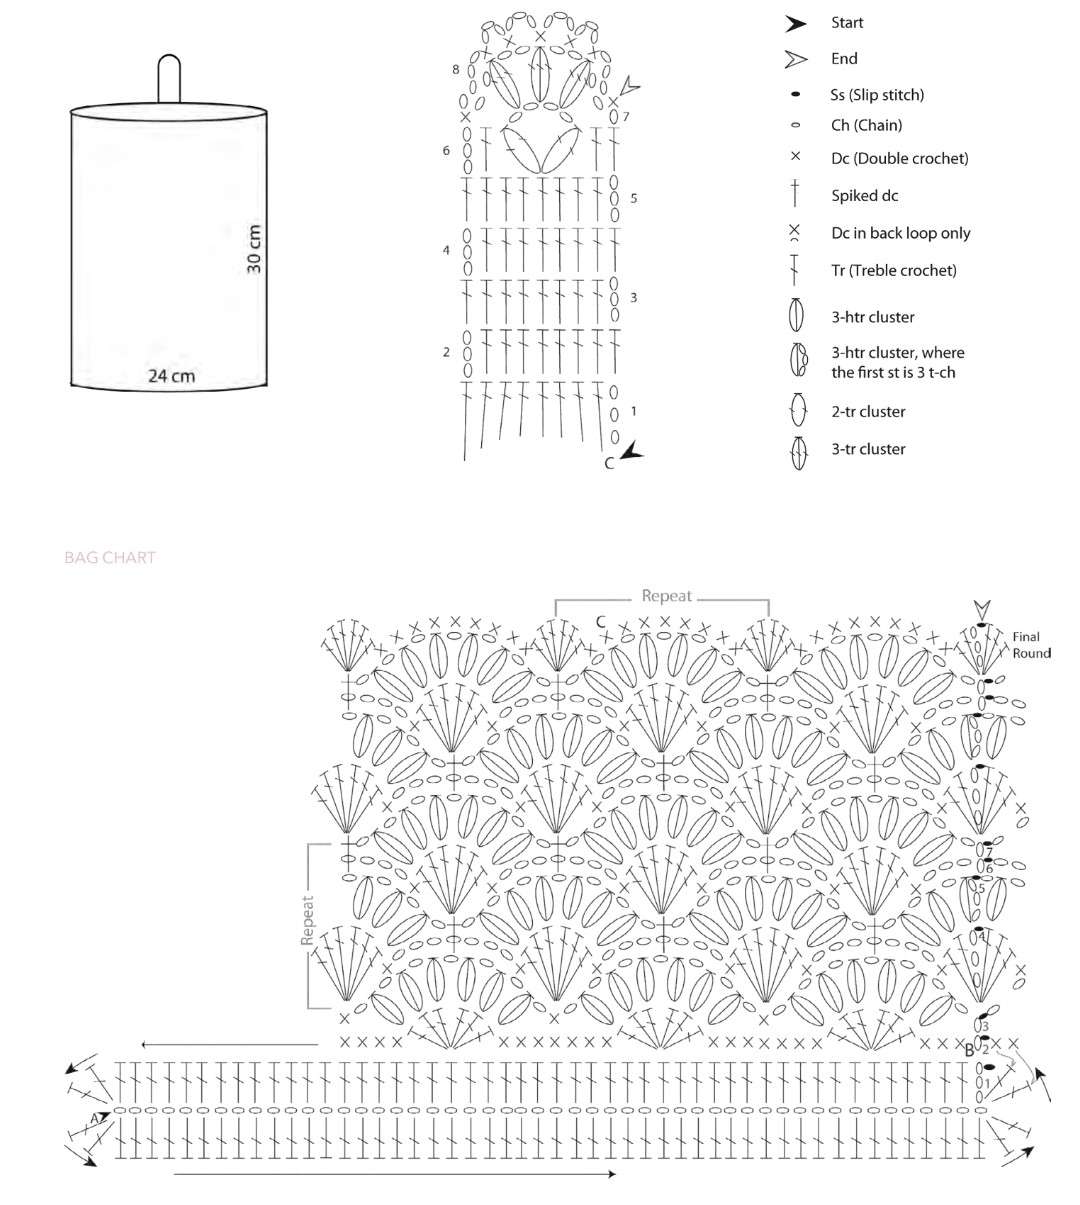 30 cm
24 cm
8
7
6
5
4
3
2
1
C
Start
End
Ss (Slip stitch)
Ch (Chain)
Dc (Double crochet)
Spiked dc
Dc in back loop only
Tr (Treble crochet)
3-htr cluster
3-htr cluster, where
the first st is 3 t-ch
2-tr cluster
3-tr cluster
BAG CHART
Repeat
C
Final
Round
Repeat
7
6
5
4
3
B
2
1
A